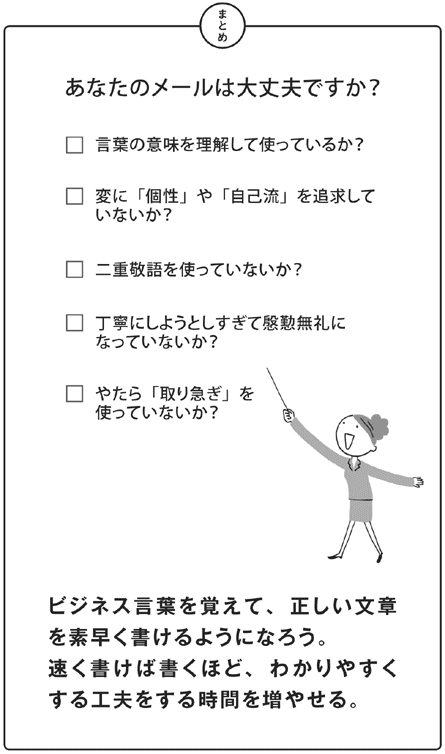 まとめ
あなたのメールは大丈夫ですか？
□ 言葉の意味を理解して使っているか？
□ 変に「個性」や「自己流」を追求して
いないか？
□ 二重敬語を使っていないか？
□ 丁寧にしようとしすぎて慇懃無礼に
なっていないか？
□ やたら「取り急ぎ」を
使っていないか？
ビジネス言葉を覚えて、正しい文章
を素早く書けるようになろう。
速く書けば書くほど、わかりやすく
する工夫をする時間を増やせる。